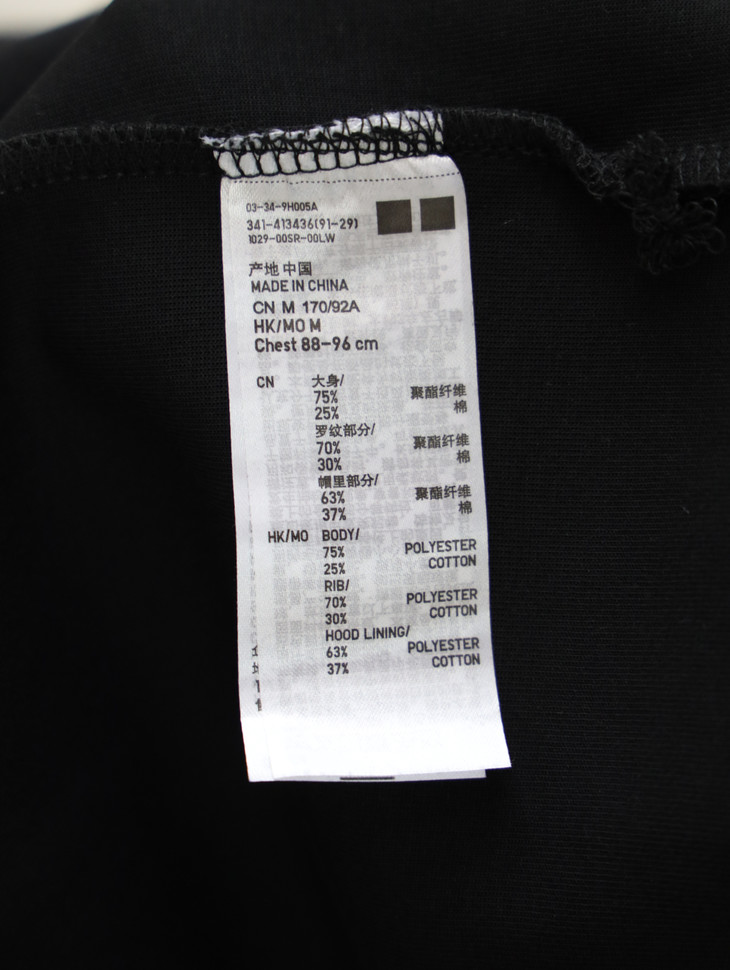 03-34-9H005A
341-413436(91-29)
1029-00SR-00LW
产地 中国
MADE IN CHINA
CN M 170/92A
HK/MO M
Chest 88-96 cm
CN 大身/
75% 聚酯纤维
25% 棉
罗纹部分/
70% 聚酯纤维
30% 棉
帽里部分/
63% 聚酯纤维
37% 棉
HK/MO BODY/
75% POLYESTER
25% COTTON
RIB/
70% POLYESTER
30% COTTON
HOOD LINING/
63% POLYESTER
37% COTTON